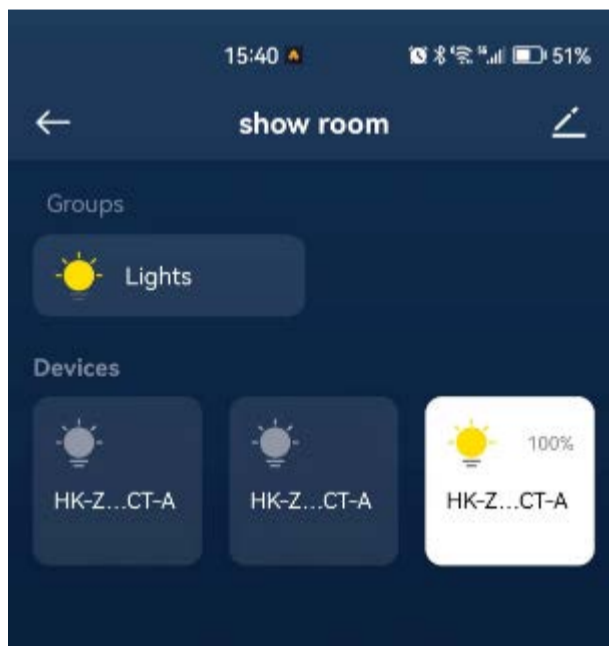 15:40 51%
show room
Groups
Lights
Devices
100%
HK-Z...CT-A HK-Z...CT-A HK-Z...CT-A